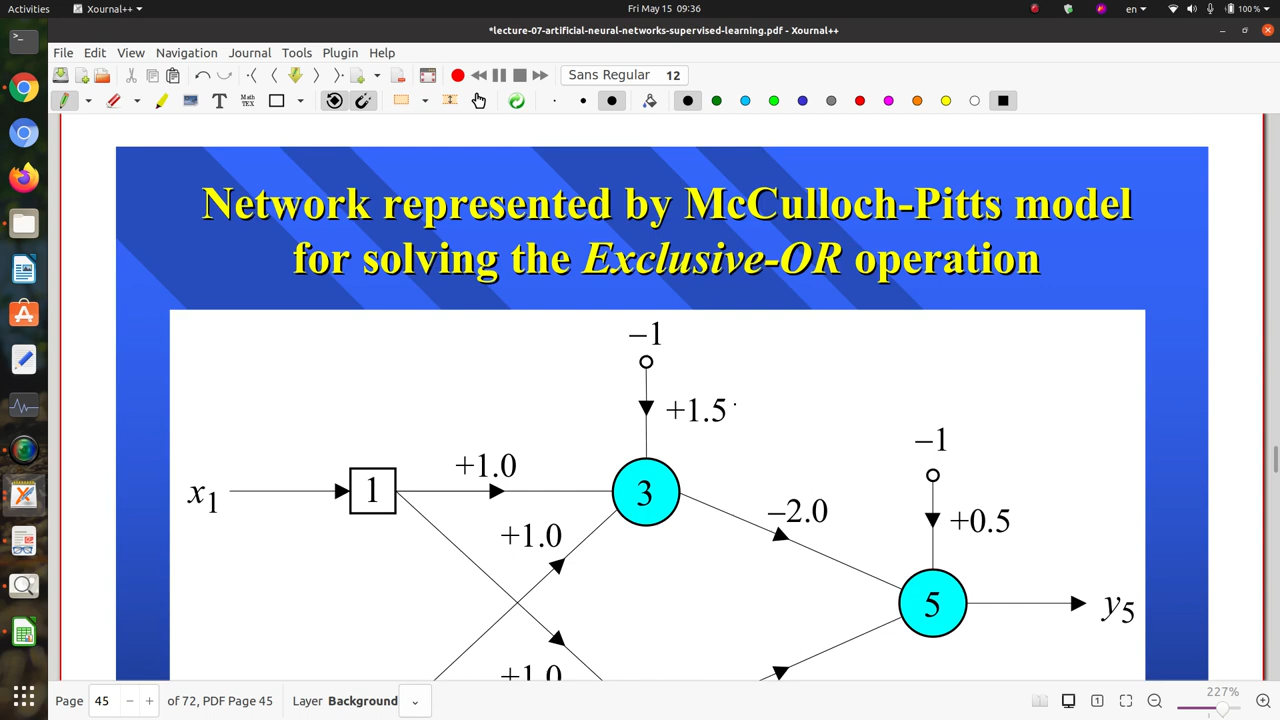 Activities
Xournal++
Fri May 15 09:36
en
100 %
*lecture-07-artificial-neural-networks-supervised-learning.pdf - Xournal++
File Edit View Navigation Journal Tools Plugin Help
Sans Regular 12
Network represented by McCulloch-Pitts model
for solving the Exclusive-OR operation
–1
+1.5
–1
+1.0
x1
1
3
–2.0
+0.5
+1.0
5
y5
+1.0
Page 45 of 72, PDF Page 45
Layer Background
227%